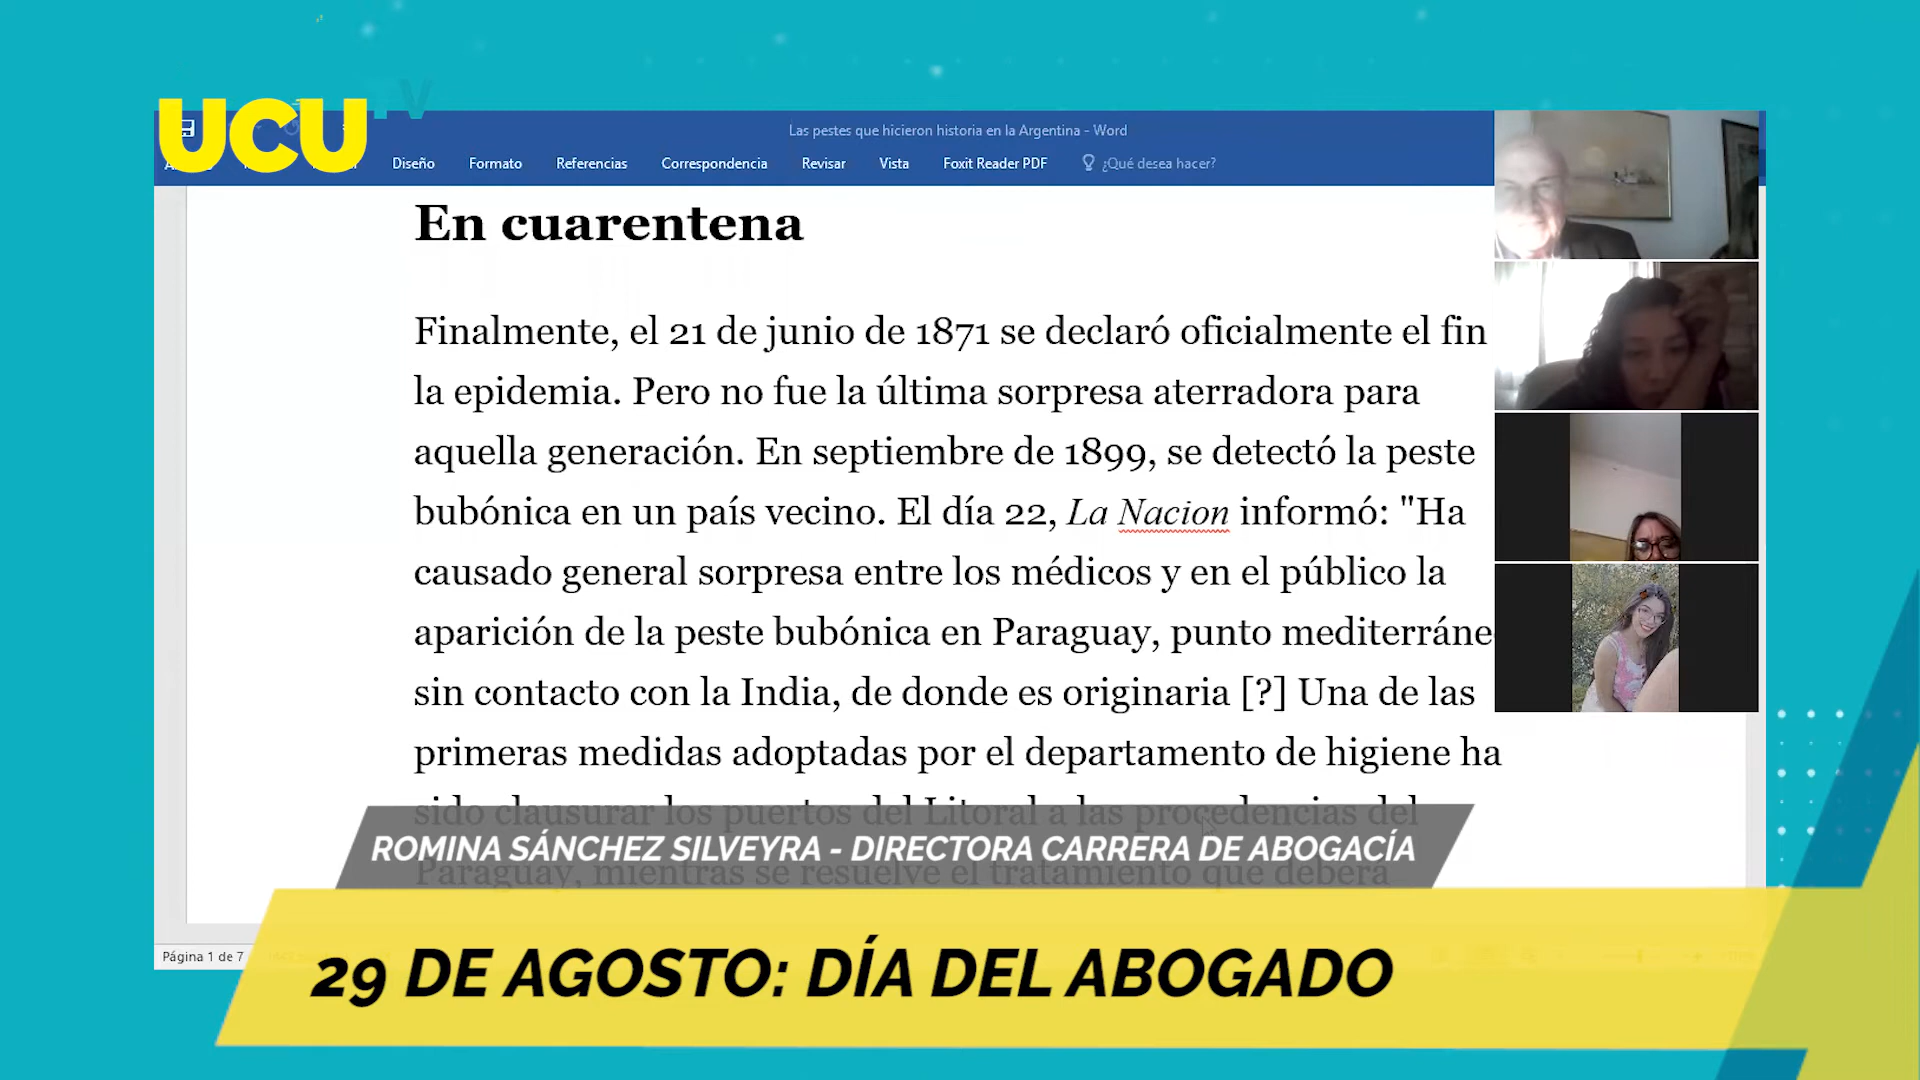 UCU
TV
Las pestes que hicieron historia en la Argentina - Word
Diseño Formato Referencias Correspondencia Revisar Vista Foxit Reader PDF ¿Qué desea hacer?
En cuarentena
Finalmente, el 21 de junio de 1871 se declaró oficialmente el fin
la epidemia. Pero no fue la última sorpresa aterradora para
aquella generación. En septiembre de 1899, se detectó la peste
bubónica en un país vecino. El día 22, La Nacion informó: "Ha
causado general sorpresa entre los médicos y en el público la
aparición de la peste bubónica en Paraguay, punto mediterráne
sin contacto con la India, de donde es originaria [?] Una de las
primeras medidas adoptadas por el departamento de higiene ha
sido clausurar los puertos del Litoral a las procedencias del
Paraguay, mientras se resuelve el tratamiento que deberá
ROMINA SÁNCHEZ SILVEYRA - DIRECTORA CARRERA DE ABOGACÍA
Página 1 de 7
29 DE AGOSTO: DÍA DEL ABOGADO